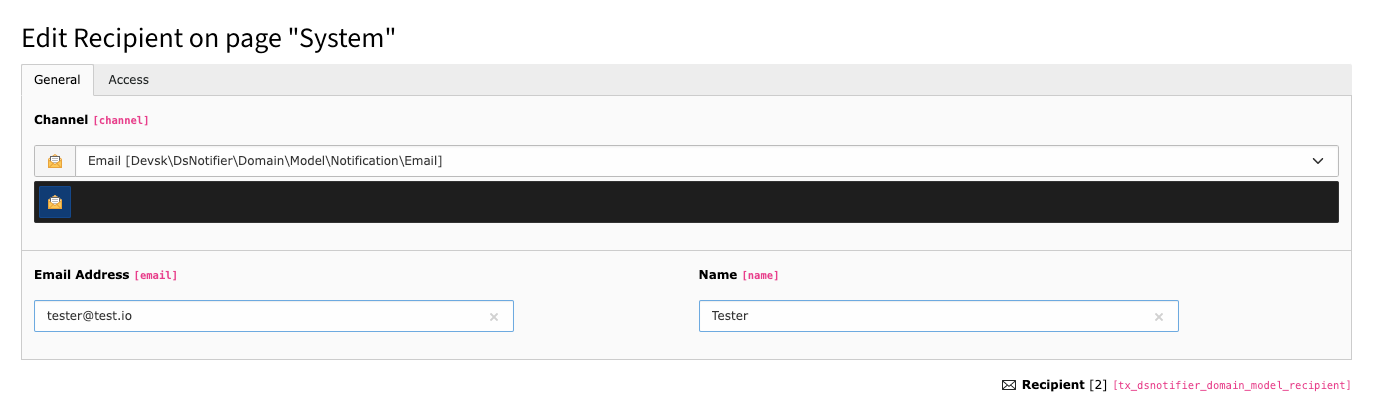 Edit Recipient on page "System"
General Access
Channel [channel]
Email [Devsk\DsNotifier\Domain\Model\Notification\Email]
Email Address [email] Name [name]
tester@test.io Tester
Recipient [2] [tx_dsnotifier_domain_model_recipient]